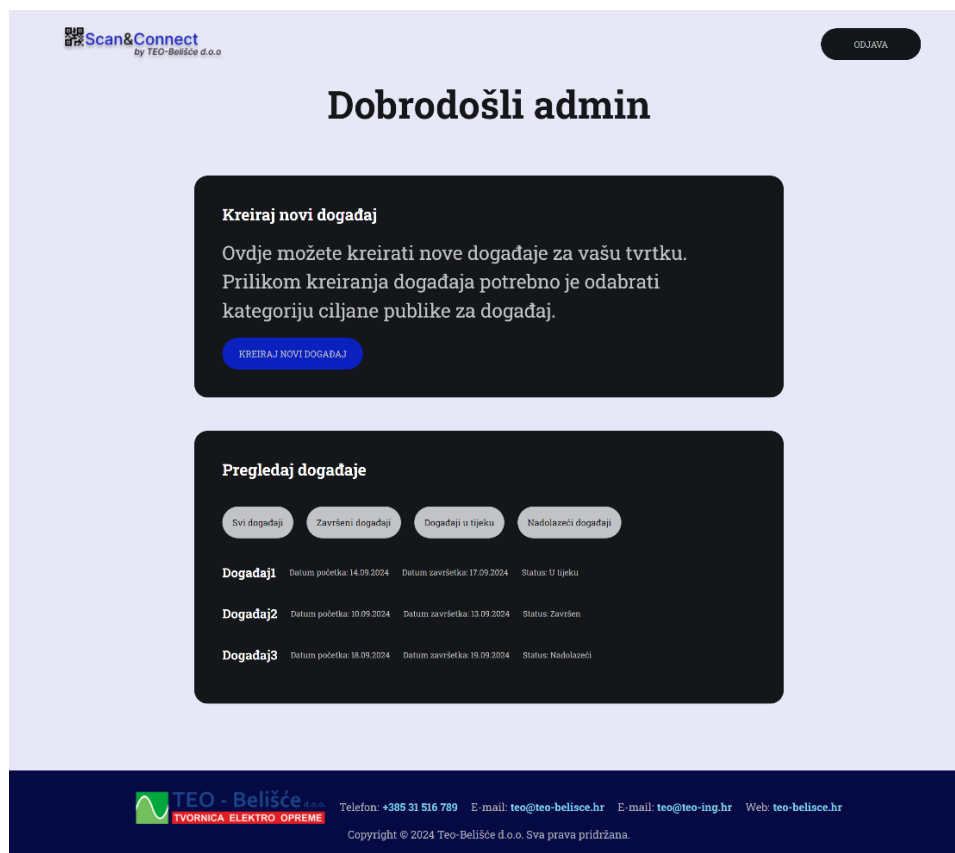 Scan&Connect
by TEO-Belišće d.o.o
ODJAVA
Dobrodošli admin
Kreiraj novi događaj
Ovdje možete kreirati nove događaje za vašu tvrtku.
Prilikom kreiranja događaja potrebno je odabrati
kategoriju ciljane publike za događaj.
KREIRAJ NOVI DOGAĐAJ
Pregledaj događaje
Svi događaji Završeni događaji Događaji u tijeku Nadolazeći događaji
Događaj1 Datum početka: 14.09.2024 Datum završetka: 17.09.2024 Status: U tijeku
Događaj2 Datum početka: 10.09.2024 Datum završetka: 13.09.2024 Status: Završen
Događaj3 Datum početka: 18.09.2024 Datum završetka: 19.09.2024 Status: Nadolazeći
TEO - Belišće d.o.o.
TVORNICA ELEKTRO OPREME
Telefon: +385 31 516 789 E-mail: teo@teo-belisce.hr E-mail: teo@teo-ing.hr Web: teo-belisce.hr
Copyright © 2024 Teo-Belišće d.o.o. Sva prava pridržana.